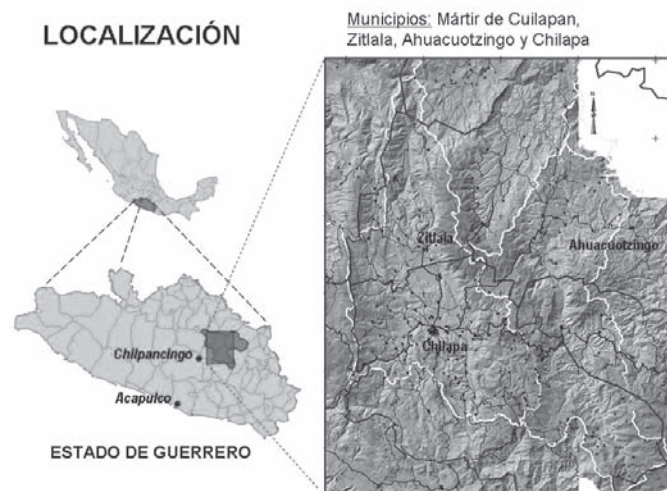 LOCALIZACIÓN
Municipios: Mártir de Cuilapan,
Zitlala, Ahuacuotzingo y Chilapa
N
Zitlala
Ahuacuotzingo
Chilapa
Chilpancingo
Acapulco
ESTADO DE GUERRERO